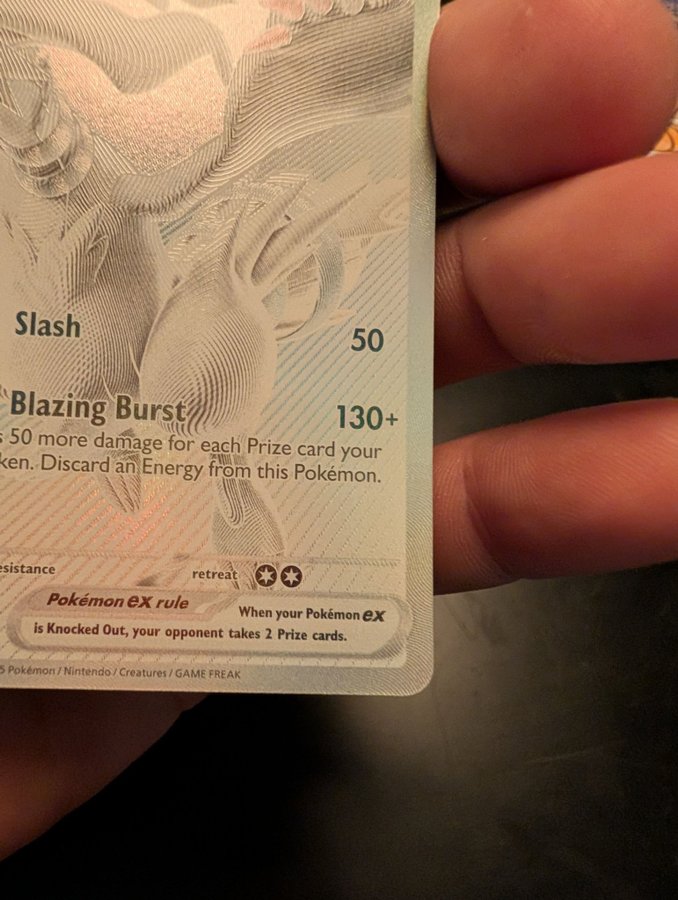 Slash 50
Blazing Burst 130+
s 50 more damage for each Prize card your
ken. Discard an Energy from this Pokémon.
esistance retreat
Pokémon ex rule When your Pokémon ex
is Knocked Out, your opponent takes 2 Prize cards.
5 Pokémon / Nintendo / Creatures / GAME FREAK